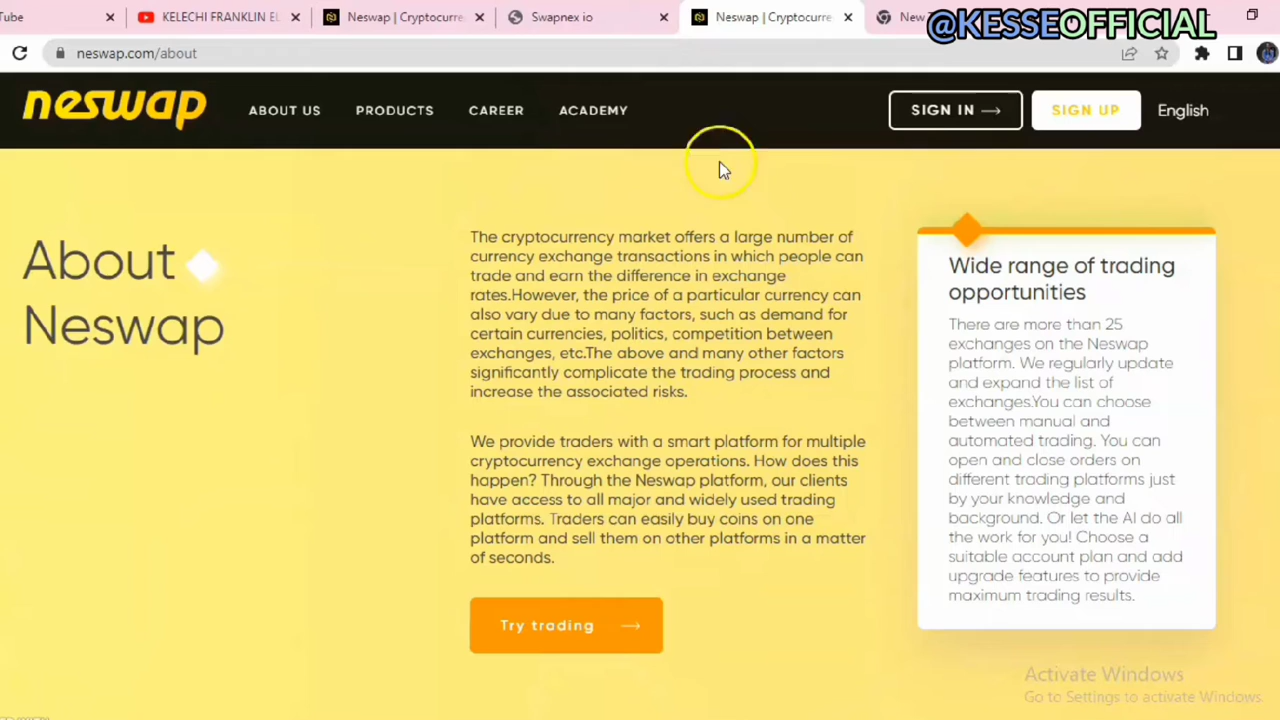 Tube
KELECHI FRANKLIN EL
Neswap | Cryptocurre
Swapnex io
Neswap | Cryptocurre
New
@KESSEOFFICIAL
neswap.com/about
neswap
ABOUT US
PRODUCTS
CAREER
ACADEMY
SIGN IN
SIGN UP
English
About
Neswap
The cryptocurrency market offers a large number of
currency exchange transactions in which people can
trade and earn the difference in exchange
rates.However, the price of a particular currency can
also vary due to many factors, such as demand for
certain currencies, politics, competition between
exchanges, etc.The above and many other factors
significantly complicate the trading process and
increase the associated risks.
We provide traders with a smart platform for multiple
cryptocurrency exchange operations. How does this
happen? Through the Neswap platform, our clients
have access to all major and widely used trading
platforms. Traders can easily buy coins on one
platform and sell them on other platforms in a matter
of seconds.
Try trading
Wide range of trading
opportunities
There are more than 25
exchanges on the Neswap
platform. We regularly update
and expand the list of
exchanges.You can choose
between manual and
automated trading. You can
open and close orders on
different trading platforms just
by your knowledge and
background. Or let the AI do all
the work for you! Choose a
suitable account plan and add
upgrade features to provide
maximum trading results.
Activate Windows
Go to Settings to activate Windows.